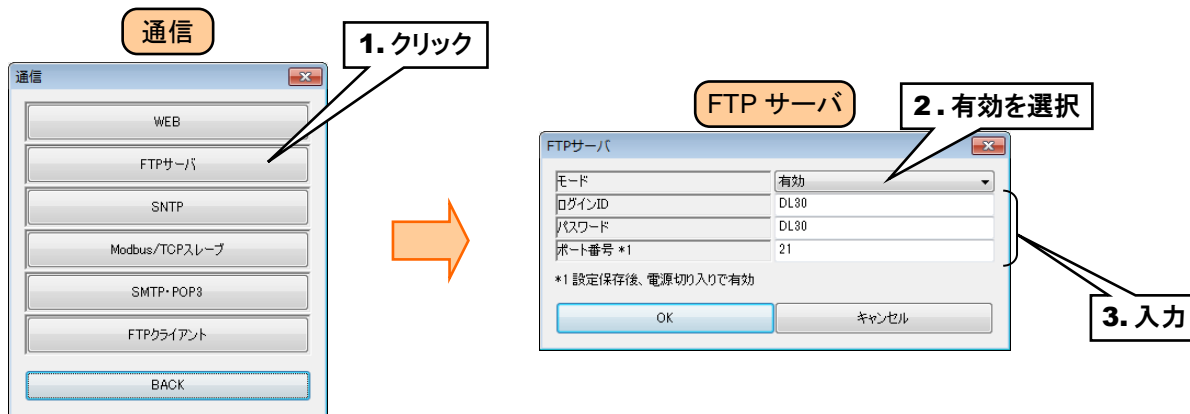 通信
1. クリック
通信
WEB
FTPサーバ
SNTP
Modbus/TCPスレーブ
SMTP・POP3
FTPクライアント
BACK
FTP サーバ
2. 有効を選択
FTPサーバ
モード 有効
ログインID DL30
パスワード DL30
ポート番号 *1 21
*1 設定保存後、電源切り入りで有効
OK キャンセル
3. 入力